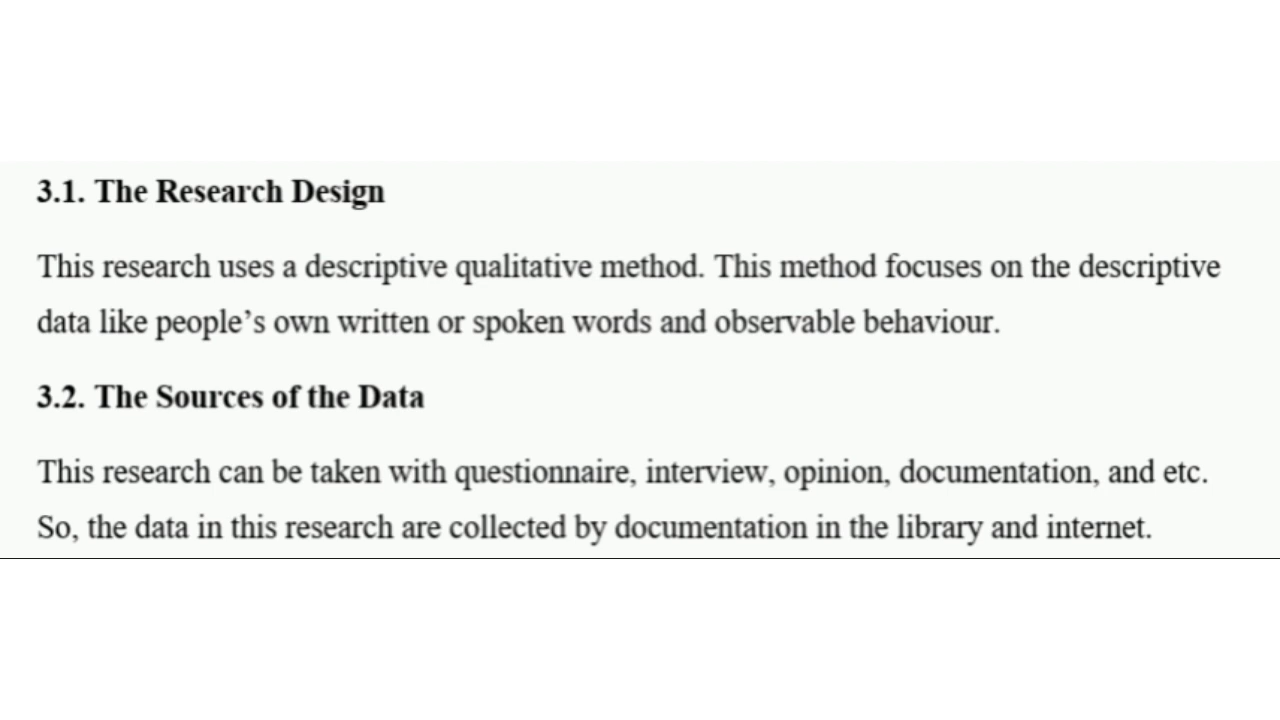 3.1. The Research Design
This research uses a descriptive qualitative method. This method focuses on the descriptive
data like people’s own written or spoken words and observable behaviour.
3.2. The Sources of the Data
This research can be taken with questionnaire, interview, opinion, documentation, and etc.
So, the data in this research are collected by documentation in the library and internet.